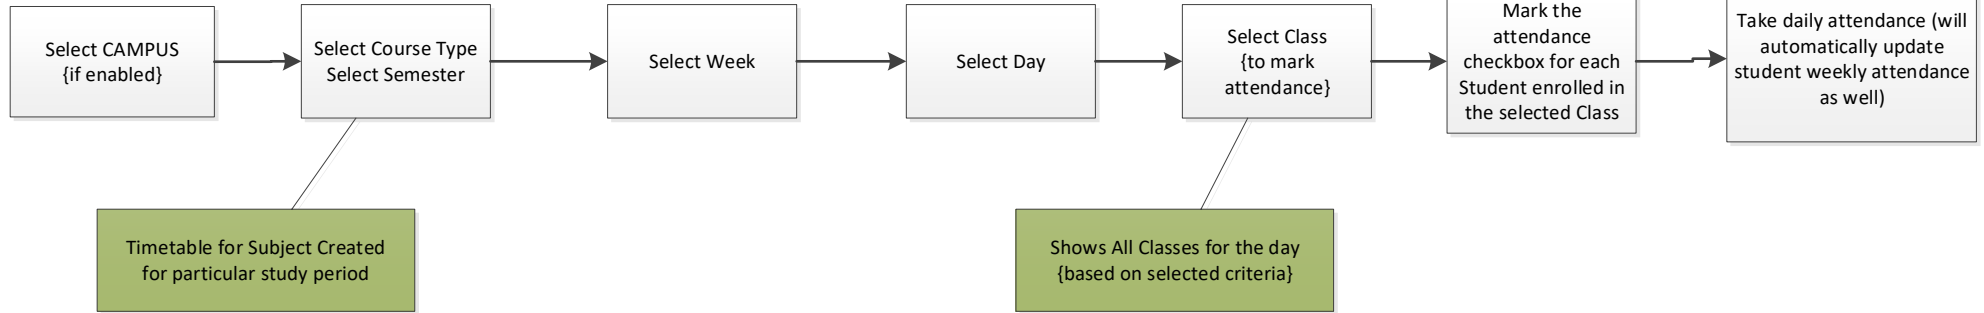 Select CAMPUS
{if enabled}
Select Course Type
Select Semester
Select Week
Select Day
Select Class
{to mark
attendance}
Mark the
attendance
checkbox for each
Student enrolled in
the selected Class
Take daily attendance (will
automatically update
student weekly attendance
as well)
Timetable for Subject Created
for particular study period
Shows All Classes for the day
{based on selected criteria}